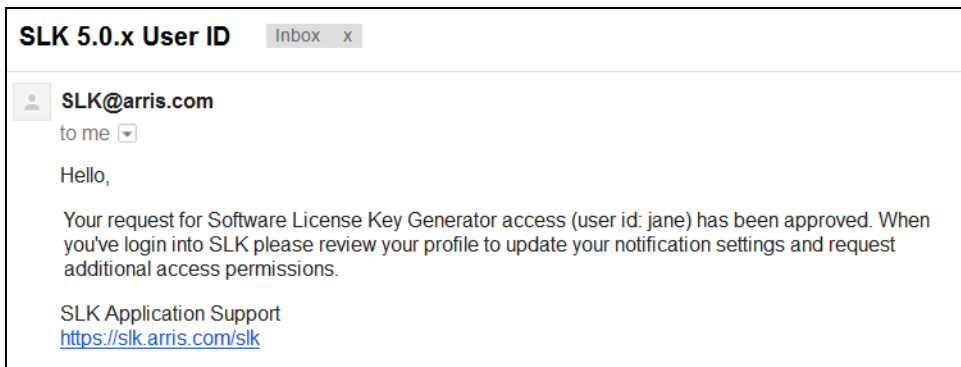 SLK 5.0.x User ID Inbox x
SLK@arris.com
to me
Hello,
Your request for Software License Key Generator access (user id: jane) has been approved. When
you've login into SLK please review your profile to update your notification settings and request
additional access permissions.
SLK Application Support
https://slk.arris.com/slk